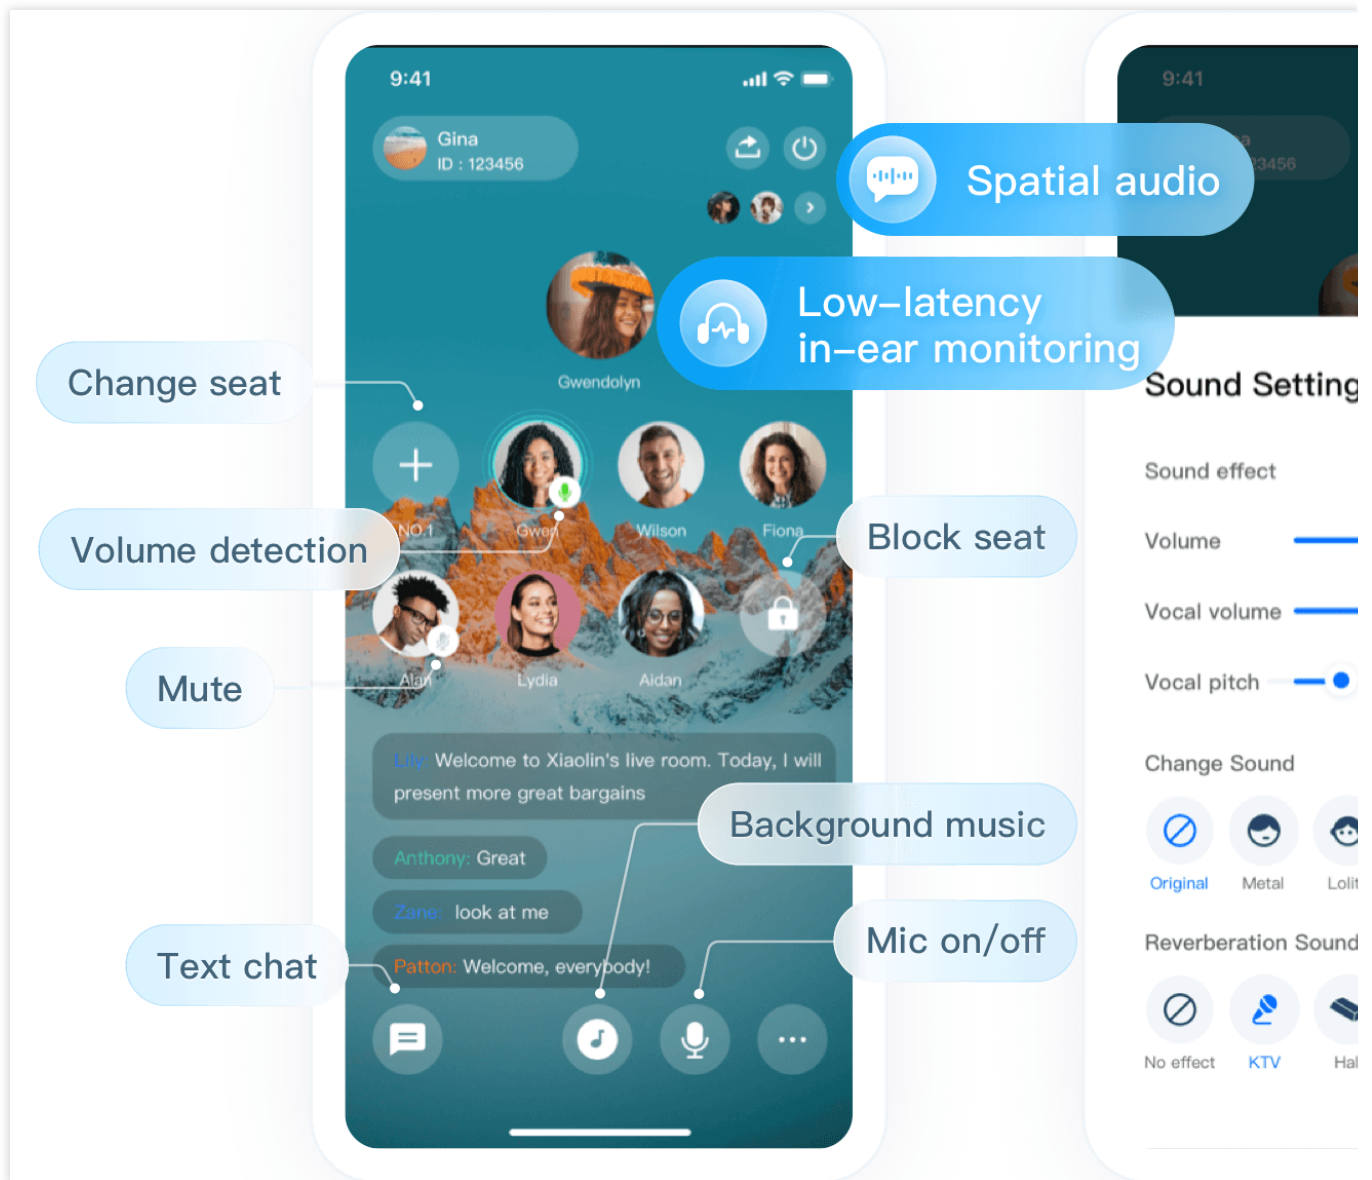 9:41
Gina
ID : 123456
Spatial audio
Low-latency
in-ear monitoring
Gwendolyn
Change seat
NO.1
Gwen
Wilson
Fiona
Volume detection
Block seat
Mute
Alan
Lydia
Aidan
Lily: Welcome to Xiaolin's live room. Today, I will
present more great bargains
Background music
Anthony: Great
Zane: look at me
Mic on/off
Text chat
Patton: Welcome, everybody!
9:41
a
23456
Sound Setting
Sound effect
Volume
Vocal volume
Vocal pitch
Change Sound
Original
Metal
Lolit
Reverberation Sound
No effect
KTV
Hal